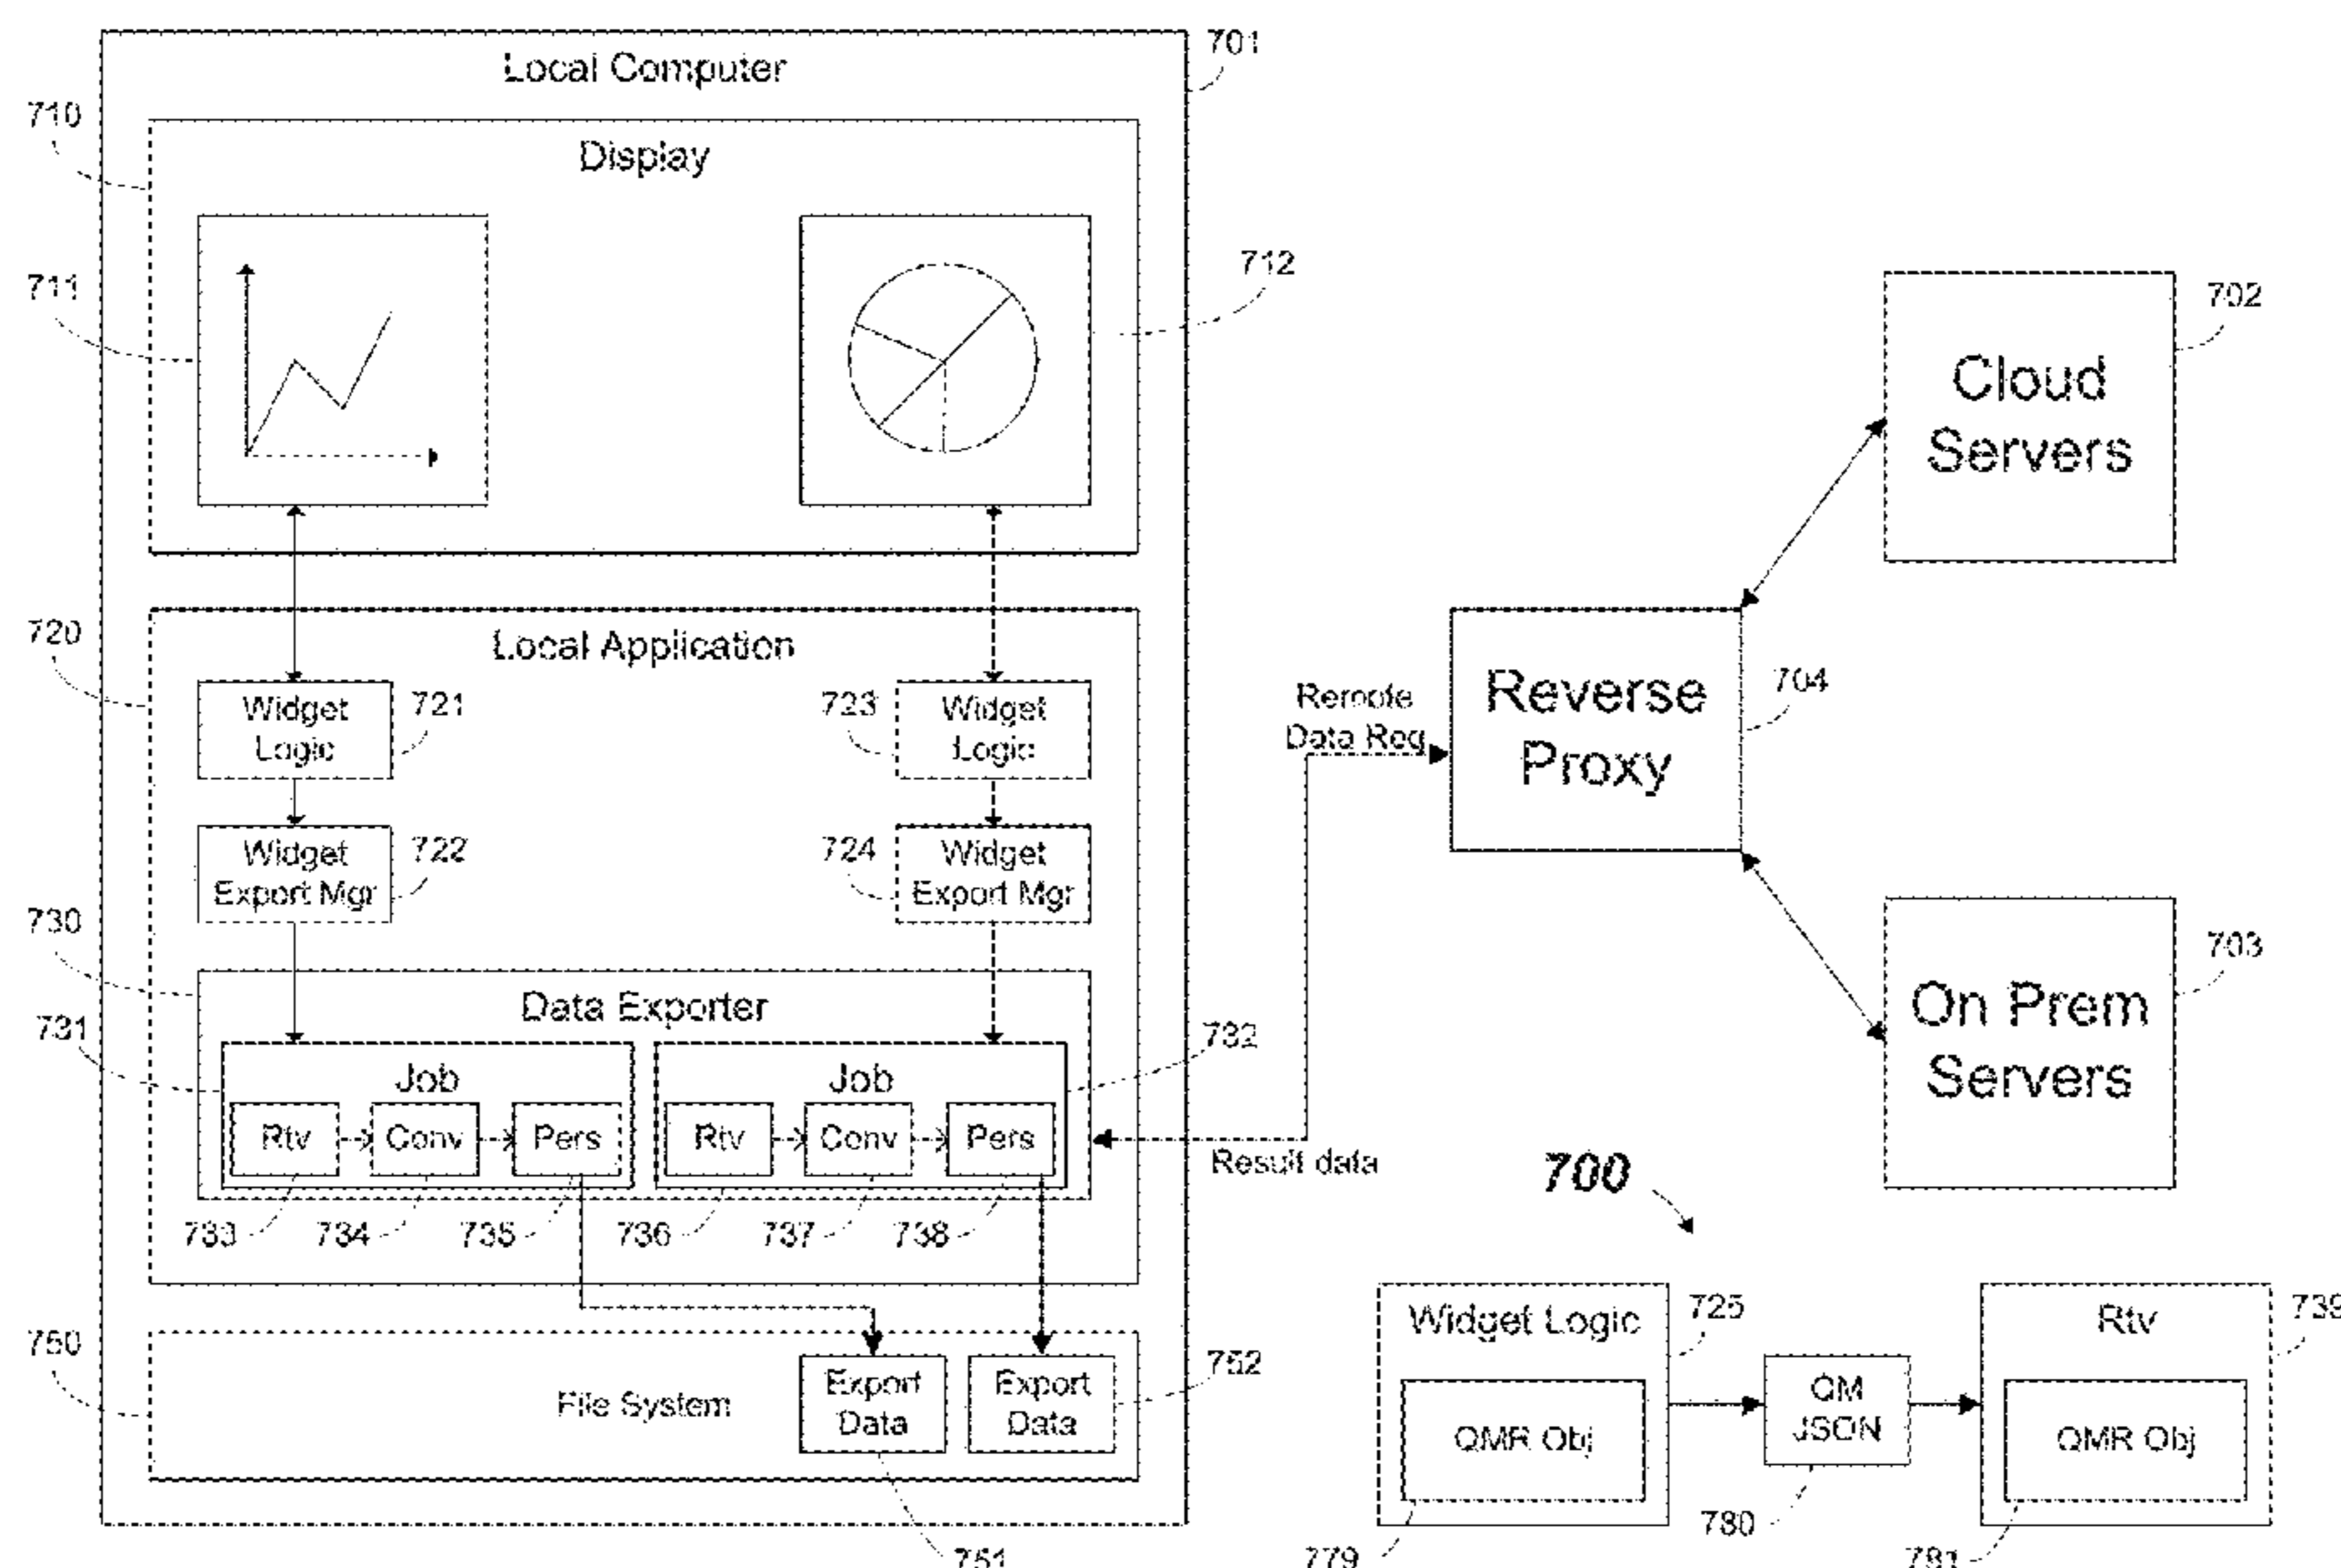 Local Computer
701
710
Display
711
712
702
Cloud
Servers
720
Local Application
Widget
Logic
721
723
Widget
Logic
Remote
Data Req
Reverse
Proxy
704
Widget
Export Mgr
722
724
Widget
Export Mgr
730
Data Exporter
731
732
Job
Rtv
Conv
Pers
Job
Rtv
Conv
Pers
Result data
733
734
735
736
737
738
703
On Prem
Servers
700
750
File System
Export
Data
Export
Data
752
751
Widget Logic
725
QMR Obj
779
QM
JSON
780
Rtv
739
QMR Obj
781